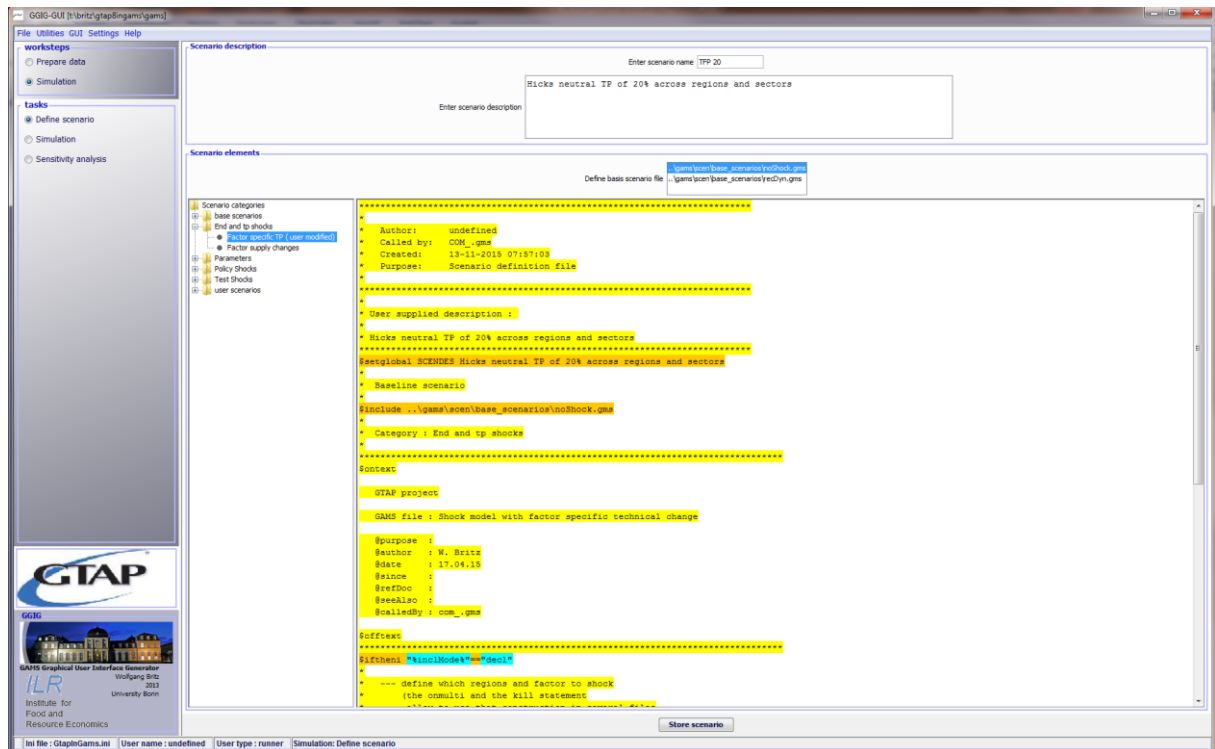 GGIG-GUI [t:\britz\gtap8ingams\gams]
File Utilities GUI Settings Help
worksteps
Prepare data
Simulation
tasks
Define scenario
Simulation
Sensitivity analysis
Scenario description
Enter scenario name TFP 20
Enter scenario description
Hicks neutral TP of 20% across regions and sectors
Scenario elements
Define basis scenario file
..\gams\scen\base_scenarios\noShock.gms
..\gams\scen\base_scenarios\recDyn.gms
Scenario categories
base scenarios
End and tp shocks
Factor specific TP ( user modified)
Factor supply changes
Parameters
Policy Shocks
Test Shocks
user scenarios
********************************************************************************
*
* Author: undefined
* Called by: COM_.gms
* Created: 13-11-2015 07:57:03
* Purpose: Scenario definition file
*
********************************************************************************
*
* User supplied description :
*
* Hicks neutral TP of 20% across regions and sectors
********************************************************************************
$setglobal SCENDES Hicks neutral TP of 20% across regions and sectors
*
* Baseline scenario
*
$include ..\gams\scen\base_scenarios\noShock.gms
*
* Category : End and tp shocks
*
********************************************************************************
$ontext
GTAP project
GAMS file : Shock model with factor specific technical change
@purpose :
@author : W. Britz
@date : 17.04.15
@since :
@refDoc :
@seeAlso :
@calledBy : com_.gms
$offtext
********************************************************************************
$iftheni "%inclMode%"=="decl"
*
* --- define which regions and factor to shock
* (the onmulti and the kill statement
* allow to use that construction in several files
Store scenario
GTAP
GGIG
GAMS Graphical User Interface Generator
Wolfgang Britz
2013
University Bonn
ILR
Institute for
Food and
Resource Economics
Ini file : GtapInGams.ini User name : undefined User type : runner Simulation: Define scenario